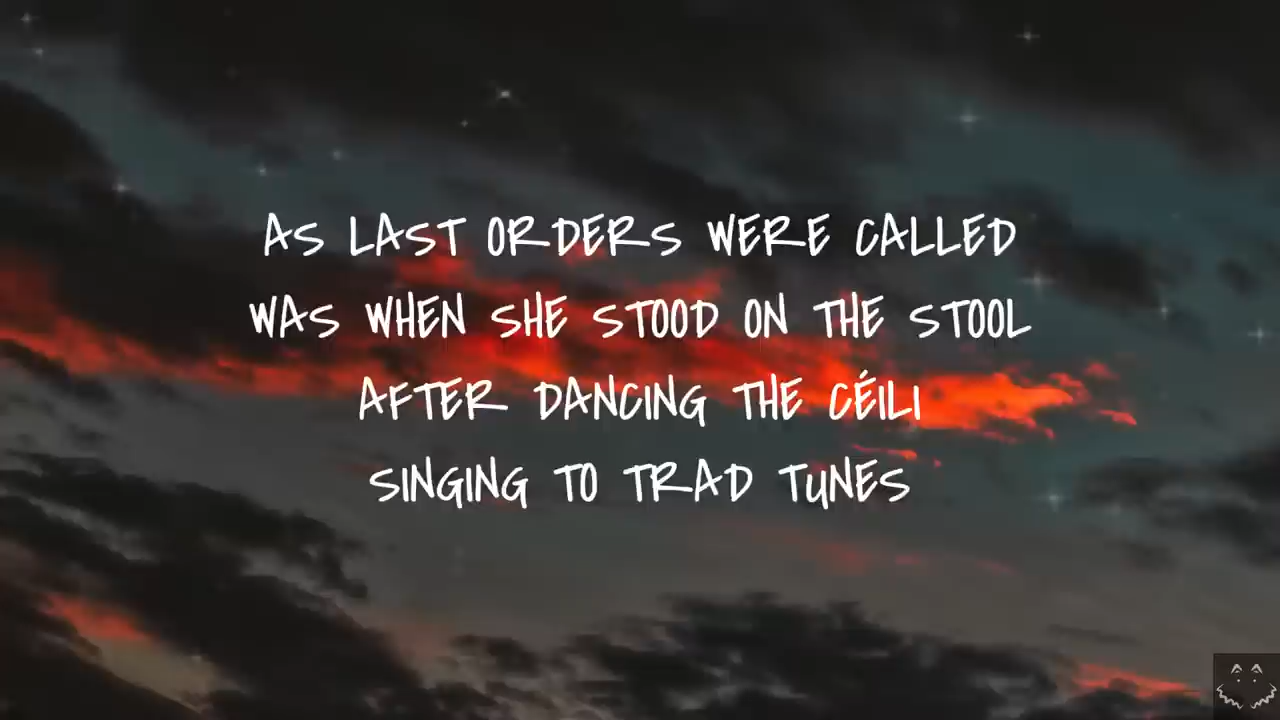 AS LAST ORDERS WERE CALLED
WAS WHEN SHE STOOD ON THE STOOL
AFTER DANCING THE CÉILI
SINGING TO TRAD TUNES